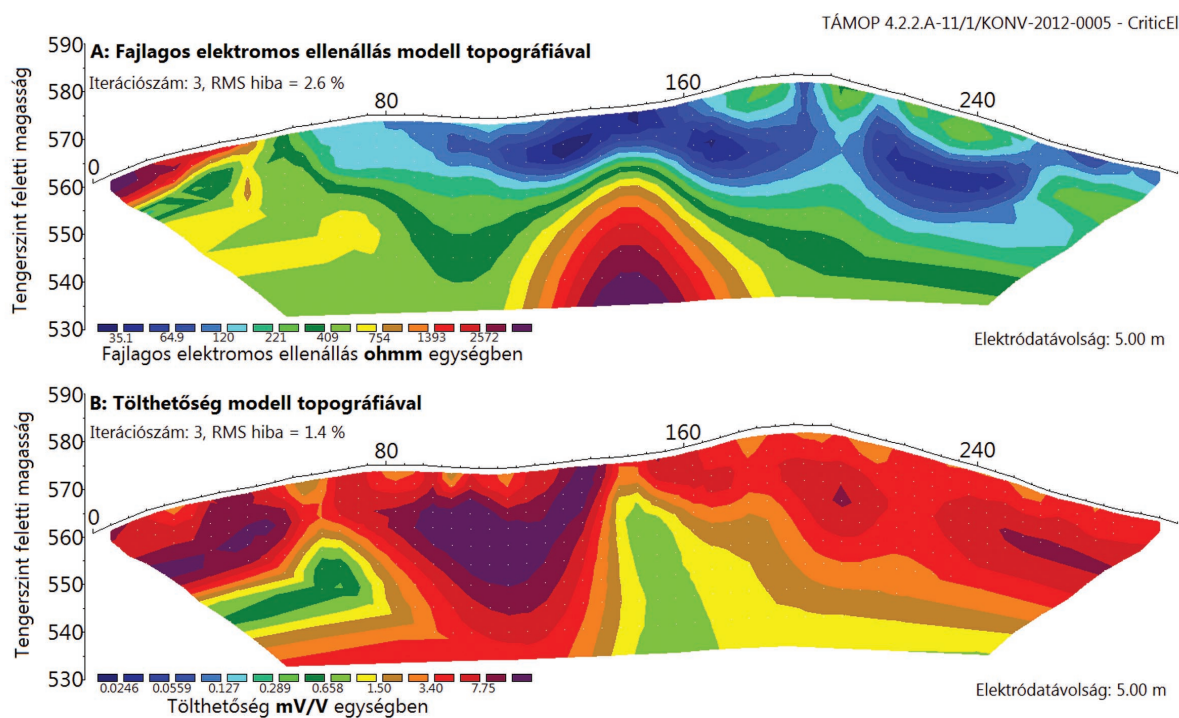 TÁMOP 4.2.2.A-11/1/KONV-2012-0005 - CriticEl
A: Fajlagos elektromos ellenállás modell topográfiával
Iterációszám: 3, RMS hiba = 2.6 %
Tengerszint feletti magasság
590
580
570
560
550
540
530
0
80
160
240
35.1 64.9 120 221 409 754 1393 2572
Fajlagos elektromos ellenállás ohmm egységben
Elektródatávolság: 5.00 m
B: Tölthetőség modell topográfiával
Iterációszám: 3, RMS hiba = 1.4 %
Tengerszint feletti magasság
590
580
570
560
550
540
530
0
80
160
240
0.0246 0.0559 0.127 0.289 0.658 1.50 3.40 7.75
Tölthetőség mV/V egységben
Elektródatávolság: 5.00 m